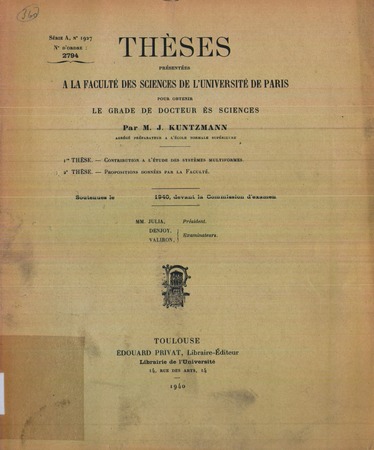 340
Série A, Nº 1927
Nº D'ORDRE :
2794
THÈSES
PRÉSENTÉES
A LA FACULTÉ DES SCIENCES DE L'UNIVERSITÉ DE PARIS
POUR OBTENIR
LE GRADE DE DOCTEUR ÈS SCIENCES
Par M. J. KUNTZMANN
AGRÉGÉ PRÉPARATEUR A L'ÉCOLE NORMALE SUPÉRIEURE
1re THÈSE. — Contribution a l'étude des systèmes multiformes.
2e THÈSE. — Propositions données par la Faculté.
Soutenues le 1940, devant la Commission d'examen
MM. JULIA, Président.
DENJOY,
VALIRON, } Examinateurs.
TOULOUSE
ÉDOUARD PRIVAT, Libraire-Éditeur
Librairie de l'Université
14, RUE DES ARTS, 14
1940